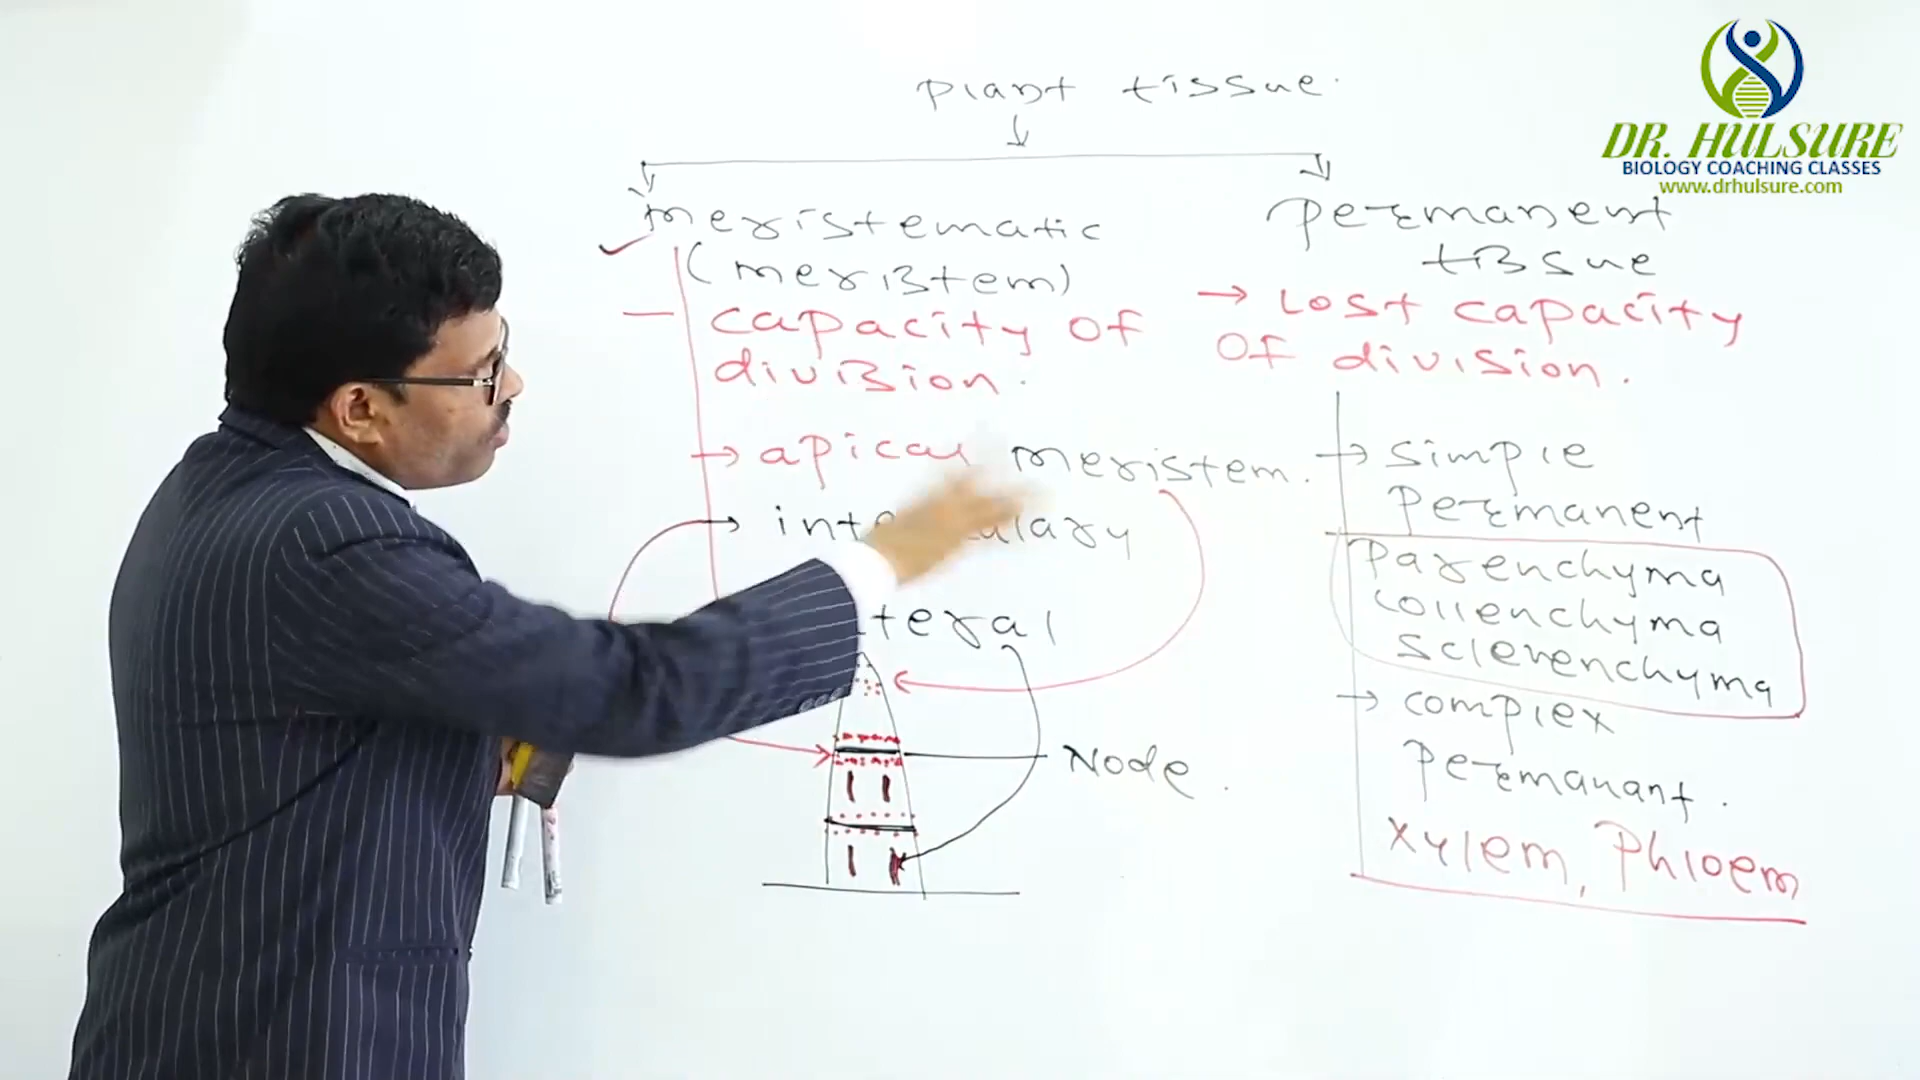 Plant tissue.
DR. HULSURE
BIOLOGY COACHING CLASSES
www.drhulsure.com
meristematic
(meristem)
- capacity of
division.
→ apical meristem.
→
lateral
Node
Permanent
tissue
→ Lost capacity
of division.
→ simple
Permanent
Parenchyma
collenchyma
sclerenchyma
→ complex
Permanant.
Xylem, Phloem